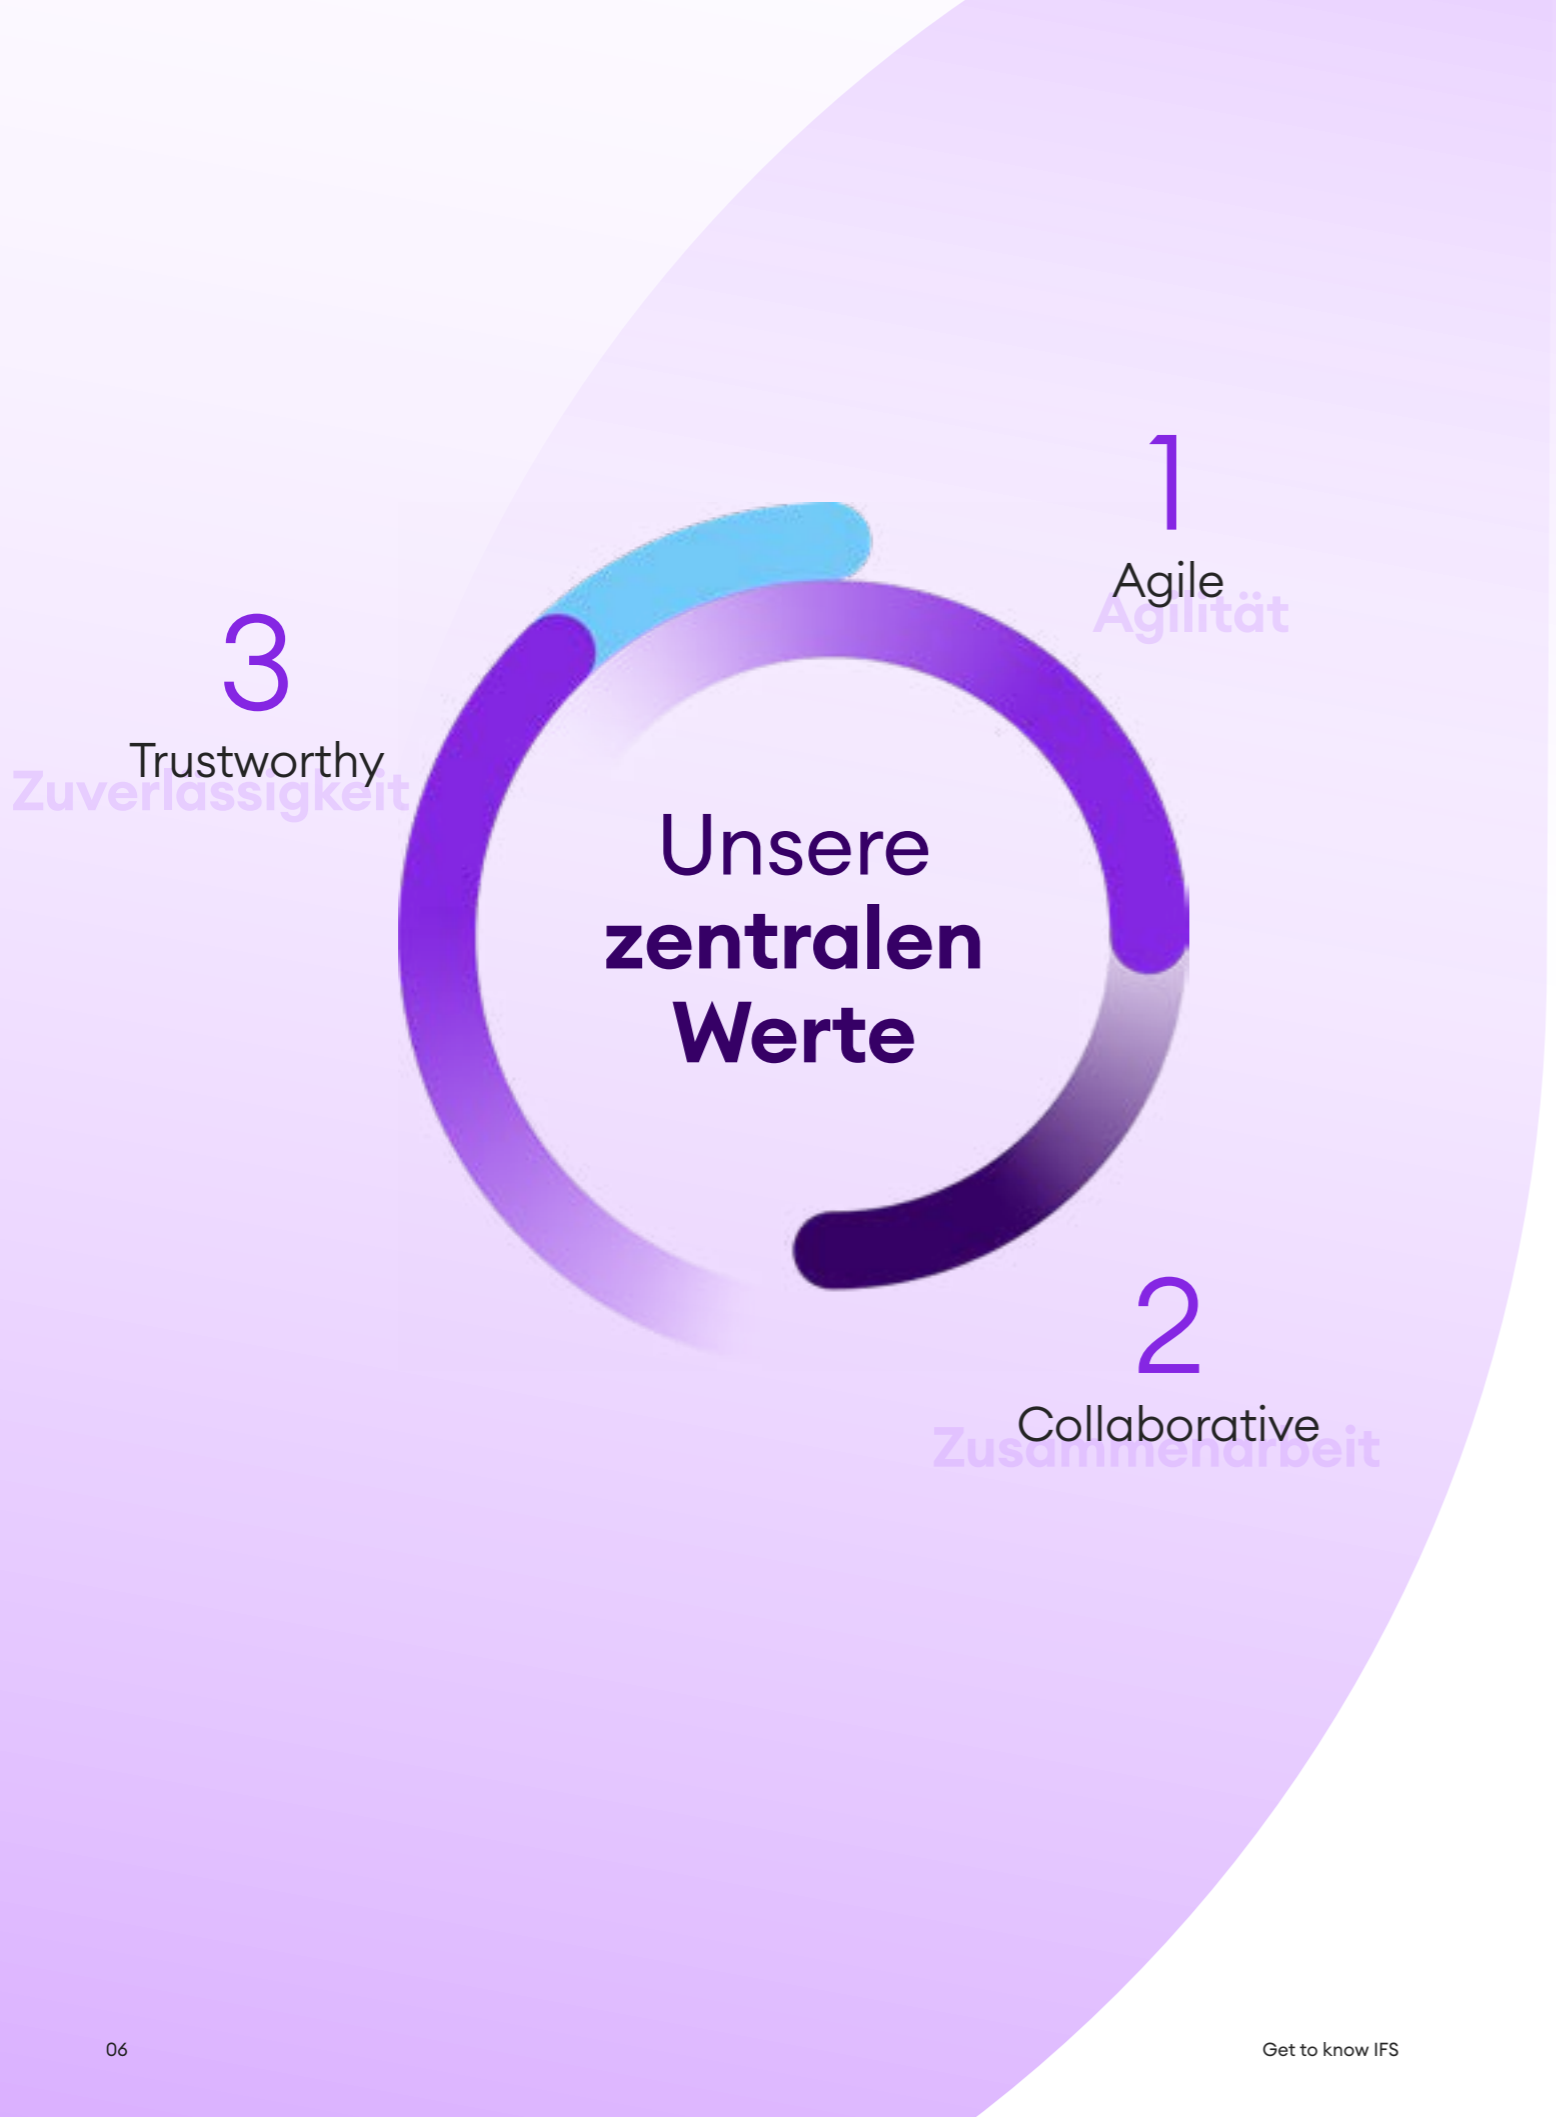 1
Agile
Agilität
3
Trustworthy
Zuverlässigkeit
Unsere
zentralen
Werte
2
Collaborative
Zusammenarbeit
06
Get to know IFS